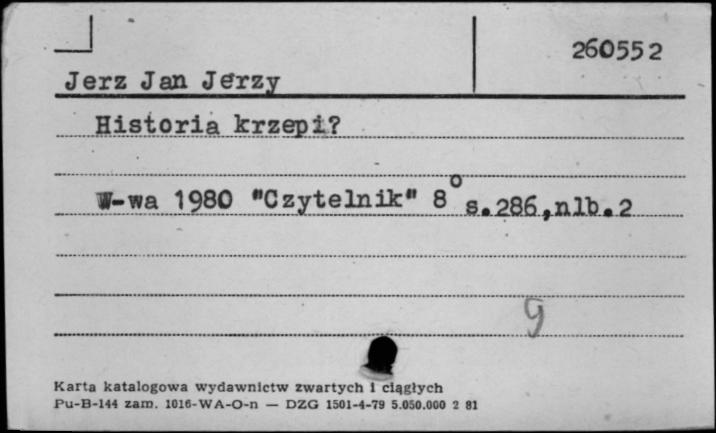 260552
Jerz Jan Jerzy
Historia krzepi?
W-wa 1980 "Czytelnik" 8° s.286,nlb.2
g
Karta katalogowa wydawnictw zwartych i ciągłych
Pu-B-144 zam. 1016-WA-O-n — DZG 1501-4-79 5.050.000 2 81